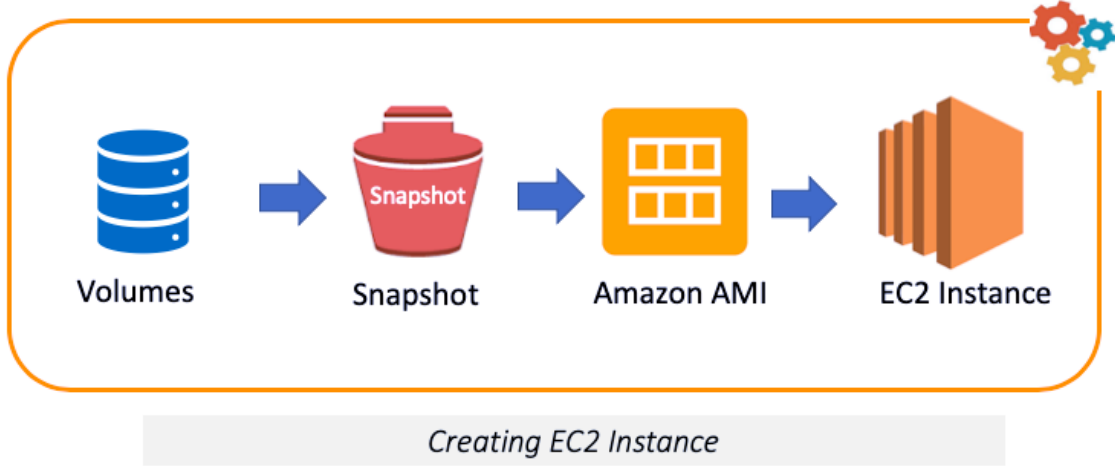 Snapshot
Volumes
Snapshot
Amazon AMI
EC2 Instance
Creating EC2 Instance